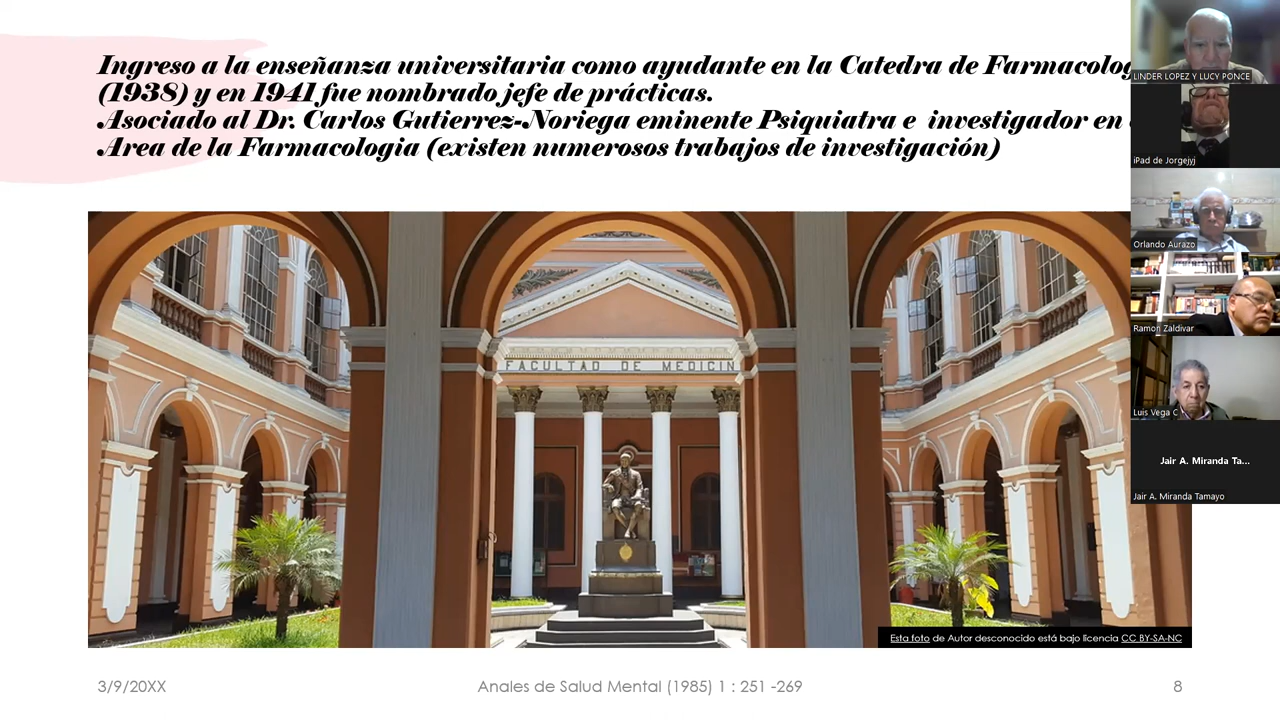 Ingreso a la enseñanza universitaria como ayudante en la Catedra de
(1938) y en 1941 fue nombrado jefe de prácticas.
Asociado al Dr. Carlos Gutierrez-Noriega eminente Psiquiatra e investigador en
Area de la Farmacologia (existen numerosos trabajos de investigación)
FACULTAD DE MEDICIN
Esta foto de Autor desconocido está bajo licencia CC BY-SA-NC
3/9/20XX
Anales de Salud Mental (1985) 1 : 251 -269
8
LINDER LOPEZ Y LUCY PONCE
iPad de Jorgejyj
Orlando Aurazo
Ramon Zaldivar
Luis Vega C
Jair A. Miranda Ta...
Jair A. Miranda Tamayo